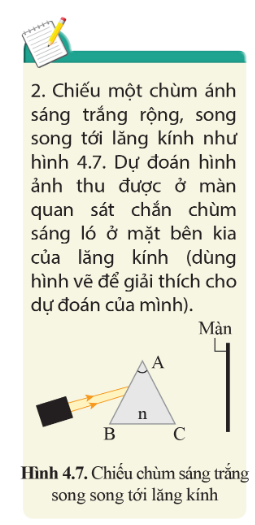 2. Chiếu một chùm ánh
sáng trắng rộng, song
song tới lăng kính như
hình 4.7. Dự đoán hình
ảnh thu được ở màn
quan sát chắn chùm
sáng ló ở mặt bên kia
của lăng kính (dùng
hình vẽ để giải thích cho
dự đoán của mình).
Màn
A
n
B
C
Hình 4.7. Chiếu chùm sáng trắng
song song tới lăng kính